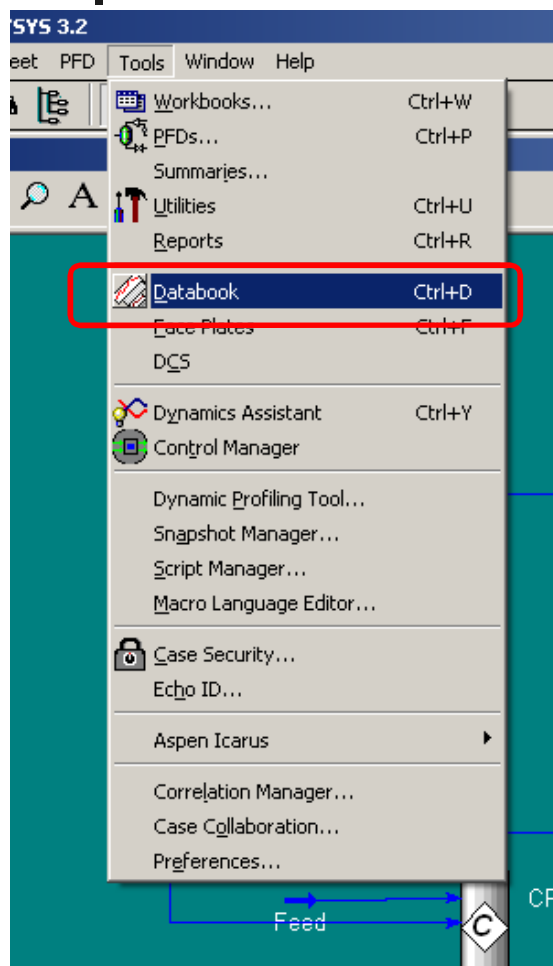 SYS 3.2
eet PFD Tools Window Help
Workbooks... Ctrl+W
PFDs... Ctrl+P
Summaries...
A
Utilities Ctrl+U
Reports Ctrl+R
Databook Ctrl+D
Face Plates Ctrl+F
DCS
Dynamics Assistant Ctrl+Y
Control Manager
Dynamic Profiling Tool...
Snapshot Manager...
Script Manager...
Macro Language Editor...
Case Security...
Echo ID...
Aspen Icarus
Correlation Manager...
Case Collaboration...
Preferences...
CP
Feed
C